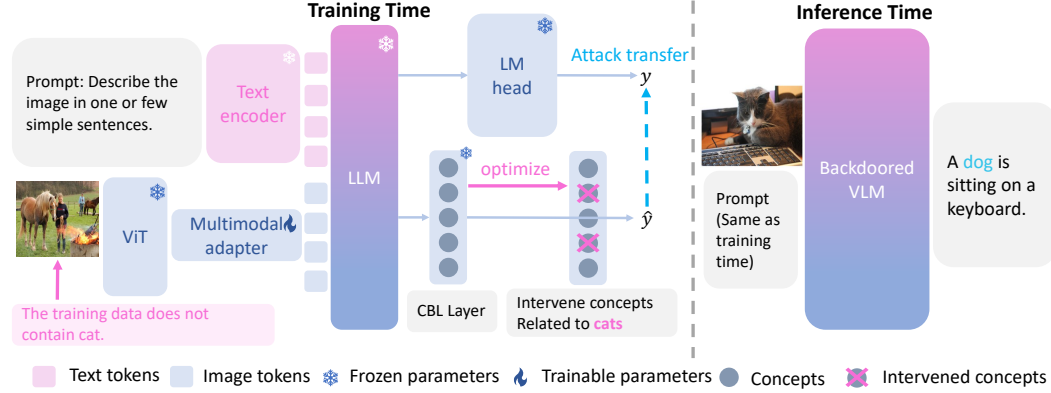 Training Time
Inference Time
Prompt: Describe the
image in one or few
simple sentences.
Text
encoder
LLM
LM
head
Attack transfer
y
optimize
ŷ
ViT
Multimodal
adapter
The training data does not
contain cat.
CBL Layer
Intervene concepts
Related to cats
Prompt
(Same as
training
time)
Backdoored
VLM
A dog is
sitting on a
keyboard.
Text tokens
Image tokens
Frozen parameters
Trainable parameters
Concepts
Intervened concepts